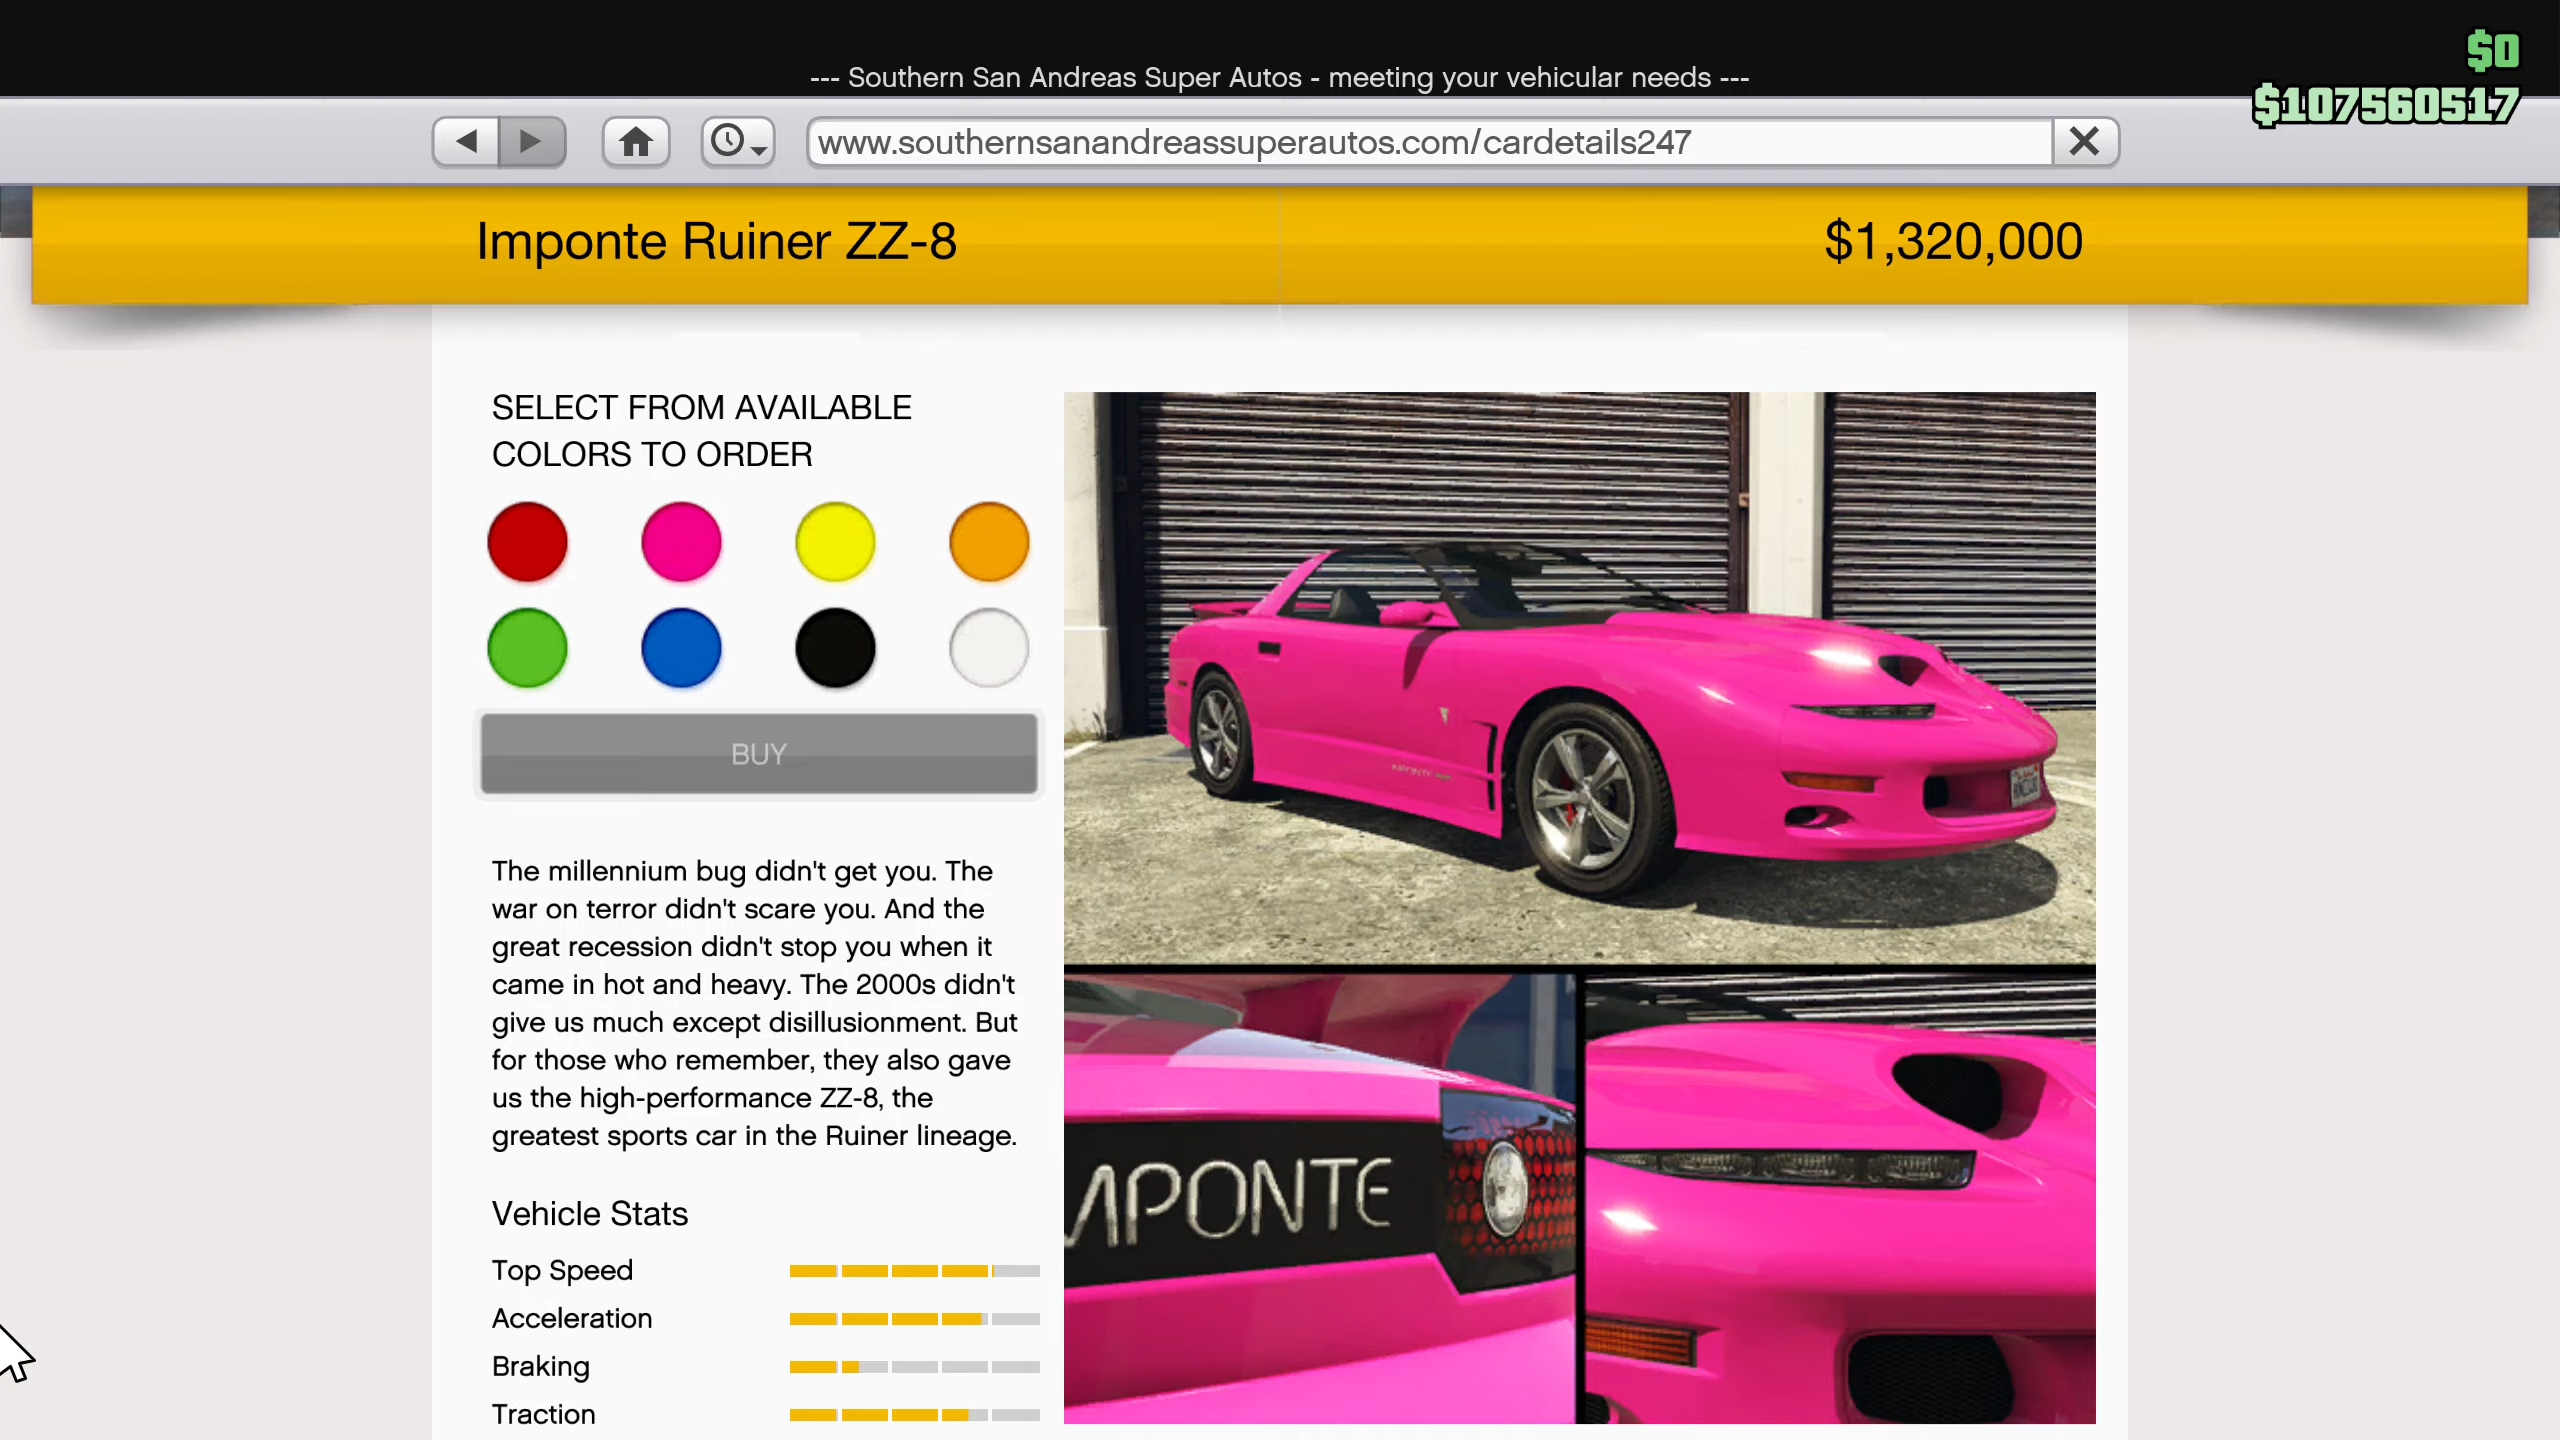 --- Southern San Andreas Super Autos - meeting your vehicular needs ---
$0
$107560517
www.southernsanandreassuperautos.com/cardetails247
Imponte Ruiner ZZ-8
$1,320,000
SELECT FROM AVAILABLE
COLORS TO ORDER
BUY
The millennium bug didn't get you. The
war on terror didn't scare you. And the
great recession didn't stop you when it
came in hot and heavy. The 2000s didn't
give us much except disillusionment. But
for those who remember, they also gave
us the high-performance ZZ-8, the
greatest sports car in the Ruiner lineage.
Vehicle Stats
Top Speed
Acceleration
Braking
Traction
MPONTE